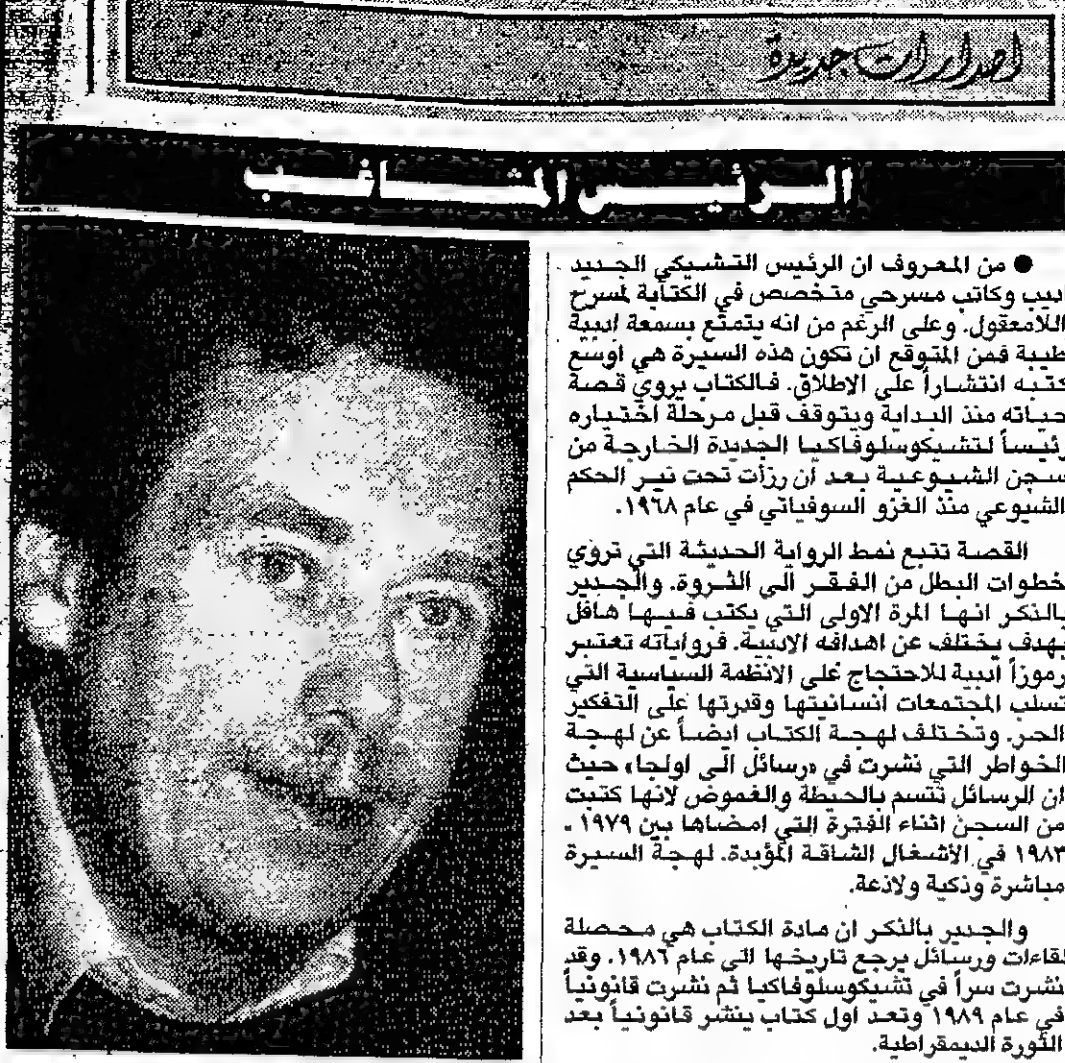 اصدارات جديدة
الرئيس المشاغب
● من المعروف ان الرئيس التشيكي الجديد
اديب وكاتب مسرحي متخصص في الكتابة لمسرح
اللامعقول. وعلى الرغم من انه يتمتع بسمعة ادبية
طيبة فمن المتوقع ان تكون هذه السيرة هي اوسع
كتبه انتشاراً على الإطلاق. فالكتاب يروي قصة
حياته منذ البداية ويتوقف قبل مرحلة اختياره
رئيساً لتشيكوسلوفاكيا الجديدة الخارجة من
سجن الشيوعية بعد أن رزأت تحت نير الحكم
الشيوعي منذ الغزو السوفياتي في عام ١٩٦٨.
القصة تتبع نمط الرواية الحديثة التي تروي
خطوات البطل من الفقر الى الثروة. والجدير
بالذكر انها المرة الاولى التي يكتب فيها هافل
بهدف يختلف عن اهدافه الادبية. فرواياته تعتبر
رموزاً أدبية للاحتجاج على الانظمة السياسية التي
تسلب المجتمعات انسانيتها وقدرتها على التفكير
الحر. وتختلف لهجة الكتاب ايضاً عن لهجة
الخواطر التي نشرت في «رسائل الى اولجا» حيث
ان الرسائل تتسم بالحيطة والغموض لانها كتبت
من السجن اثناء الفترة التي امضاها بين ١٩٧٩ ـ
١٩٨٣ في الأشغال الشاقة المؤبدة. لهجة السيرة
مباشرة وذكية ولاذعة.
والجدير بالذكر ان مادة الكتاب هي محصلة
لقاءات ورسائل يرجع تاريخها الى عام ١٩٨٦. وقد
نشرت سراً في تشيكوسلوفاكيا ثم نشرت قانونياً
في عام ١٩٨٩ وتعد اول كتاب ينشر قانونياً بعد
الثورة الديمقراطية.